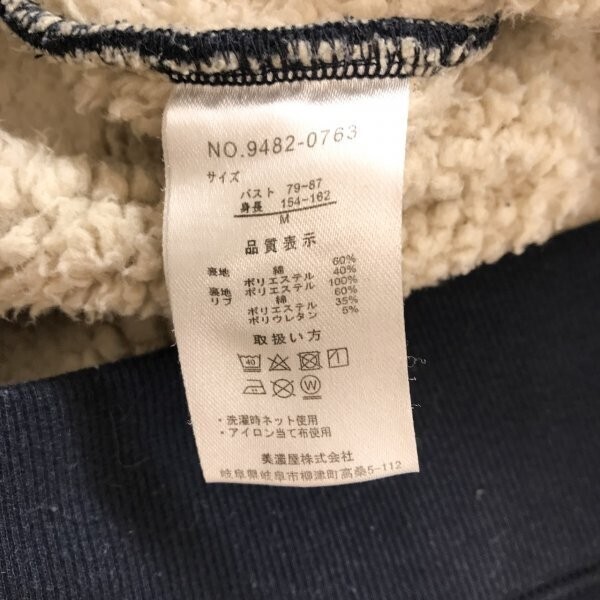 NO.9482-0763
サイズ
バスト 79-87
身長 154-162
M
品質表示
表地 綿 60%
ポリエステル 40%
裏地 ポリエステル 100%
リブ 綿 60%
ポリエステル 35%
ポリウレタン 5%
取扱い方
40
W
・洗濯時ネット使用
・アイロン当て布使用
美濃屋株式会社
岐阜県岐阜市柳津町高桑5-112